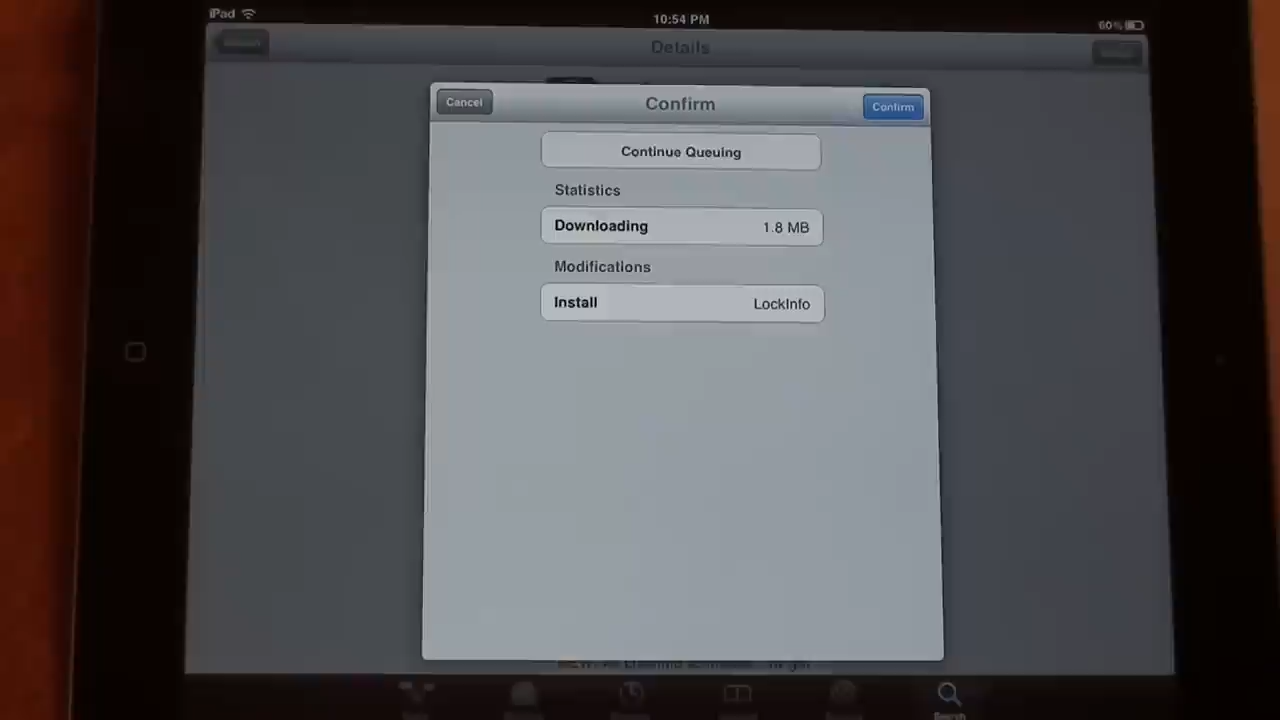 iPad
10:54 PM
60%
Details
Cancel
Confirm
Confirm
Continue Queuing
Statistics
Downloading 1.8 MB
Modifications
Install LockInfo
Search